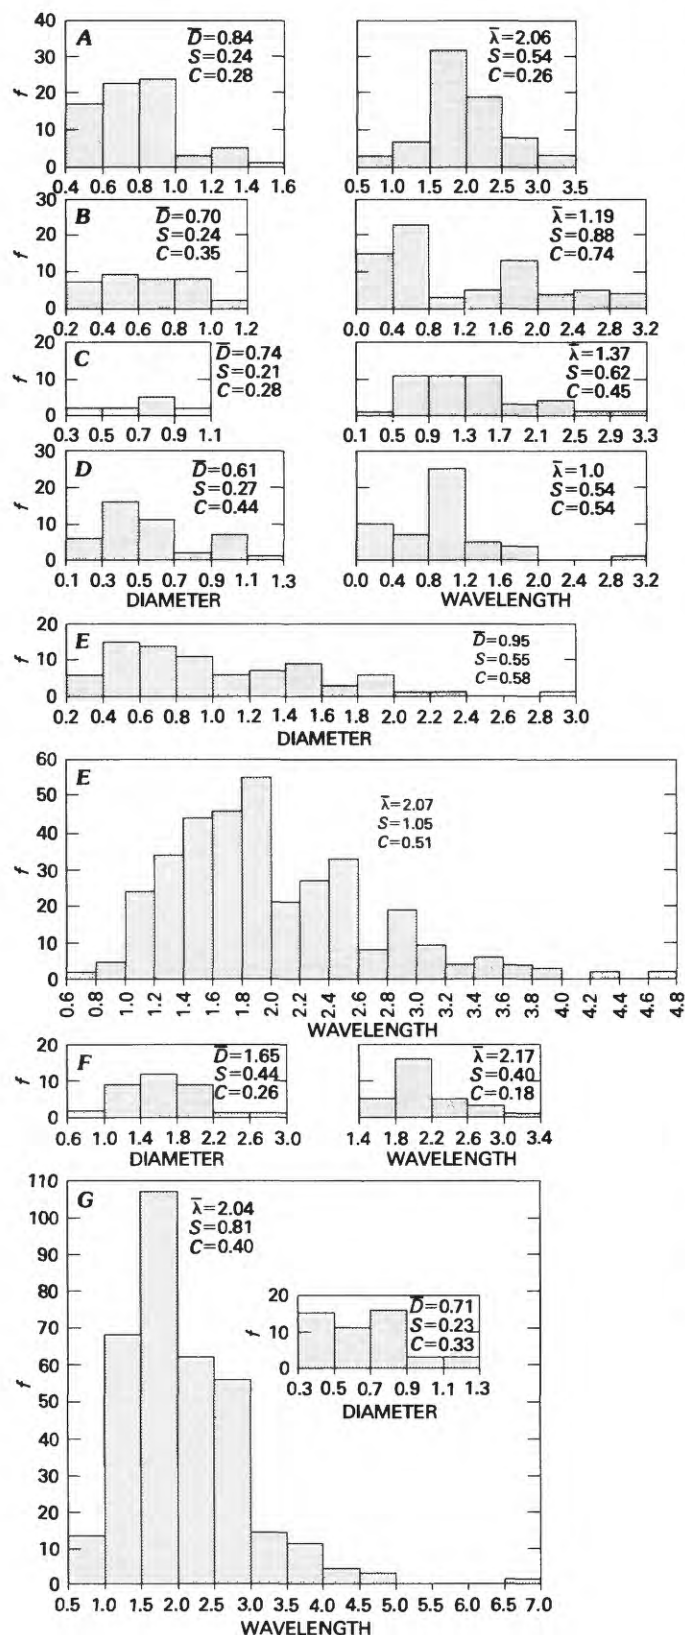 A
D̅=0.84
S=0.24
C=0.28
f
40
30
20
10
0
0.4 0.6 0.8 1.0 1.2 1.4 1.6
λ̅=2.06
S=0.54
C=0.26
0.5 1.0 1.5 2.0 2.5 3.0 3.5
B
D̅=0.70
S=0.24
C=0.35
f
30
20
10
0
0.2 0.4 0.6 0.8 1.0 1.2
λ̅=1.19
S=0.88
C=0.74
0.0 0.4 0.8 1.2 1.6 2.0 2.4 2.8 3.2
C
D̅=0.74
S=0.21
C=0.28
f
20
10
0
0.3 0.5 0.7 0.9 1.1
λ̅=1.37
S=0.62
C=0.45
0.1 0.5 0.9 1.3 1.7 2.1 2.5 2.9 3.3
D
D̅=0.61
S=0.27
C=0.44
f
30
20
10
0
0.1 0.3 0.5 0.7 0.9 1.1 1.3
DIAMETER
λ̅=1.0
S=0.54
C=0.54
0.0 0.4 0.8 1.2 1.6 2.0 2.4 2.8 3.2
WAVELENGTH
E
D̅=0.95
S=0.55
C=0.58
f
20
10
0
0.2 0.4 0.6 0.8 1.0 1.2 1.4 1.6 1.8 2.0 2.2 2.4 2.6 2.8 3.0
DIAMETER
E
λ̅=2.07
S=1.05
C=0.51
f
60
50
40
30
20
10
0
0.6 0.8 1.0 1.2 1.4 1.6 1.8 2.0 2.2 2.4 2.6 2.8 3.0 3.2 3.4 3.6 3.8 4.0 4.2 4.4 4.6 4.8
WAVELENGTH
F
D̅=1.65
S=0.44
C=0.26
f
20
10
0
0.6 1.0 1.4 1.8 2.2 2.6 3.0
DIAMETER
λ̅=2.17
S=0.40
C=0.18
1.4 1.8 2.2 2.6 3.0 3.4
WAVELENGTH
G
λ̅=2.04
S=0.81
C=0.40
f
110
100
90
80
70
60
50
40
30
20
10
0
0.5 1.0 1.5 2.0 2.5 3.0 3.5 4.0 4.5 5.0 5.5 6.0 6.5 7.0
WAVELENGTH
D̅=0.71
S=0.23
C=0.33
f
20
10
0
0.3 0.5 0.7 0.9 1.1 1.3
DIAMETER